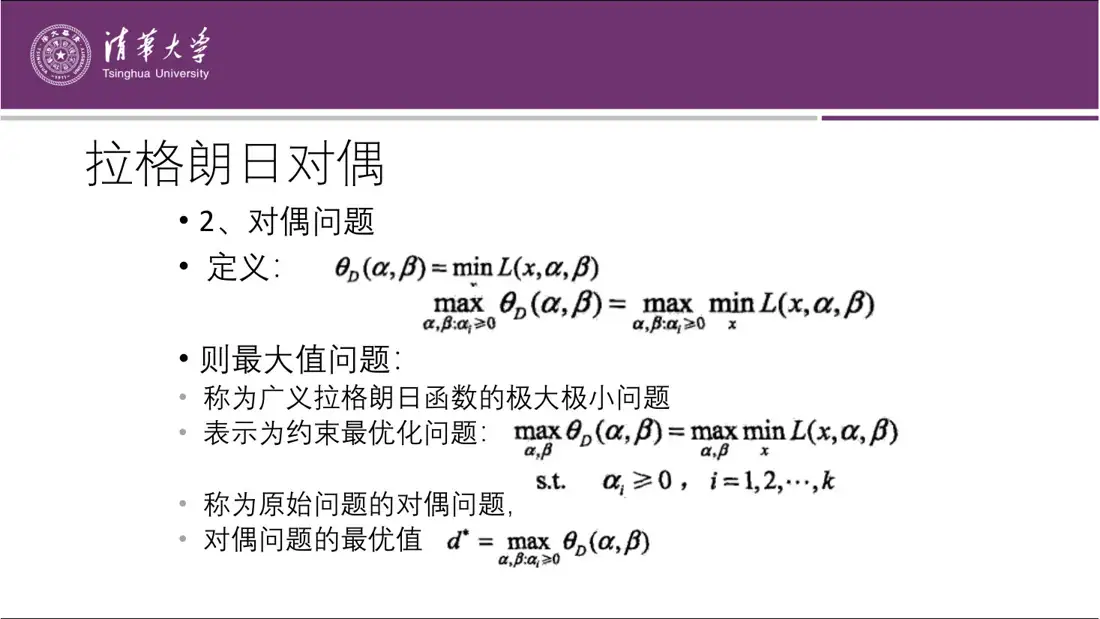 清华大学
Tsinghua University
拉格朗日对偶
• 2、对偶问题
• 定义: θ_D(α,β) = min L(x,α,β)
max_{α,β:α_i≥0} θ_D(α,β) = max_{α,β:α_i≥0} min_x L(x,α,β)
• 则最大值问题:
• 称为广义拉格朗日函数的极大极小问题
• 表示为约束最优化问题: max_{α,β} θ_D(α,β) = max_{α,β} min_x L(x,α,β)
s.t. α_i ≥ 0 , i = 1,2,⋯,k
• 称为原始问题的对偶问题,
• 对偶问题的最优值 d* = max_{α,β:α_i≥0} θ_D(α,β)